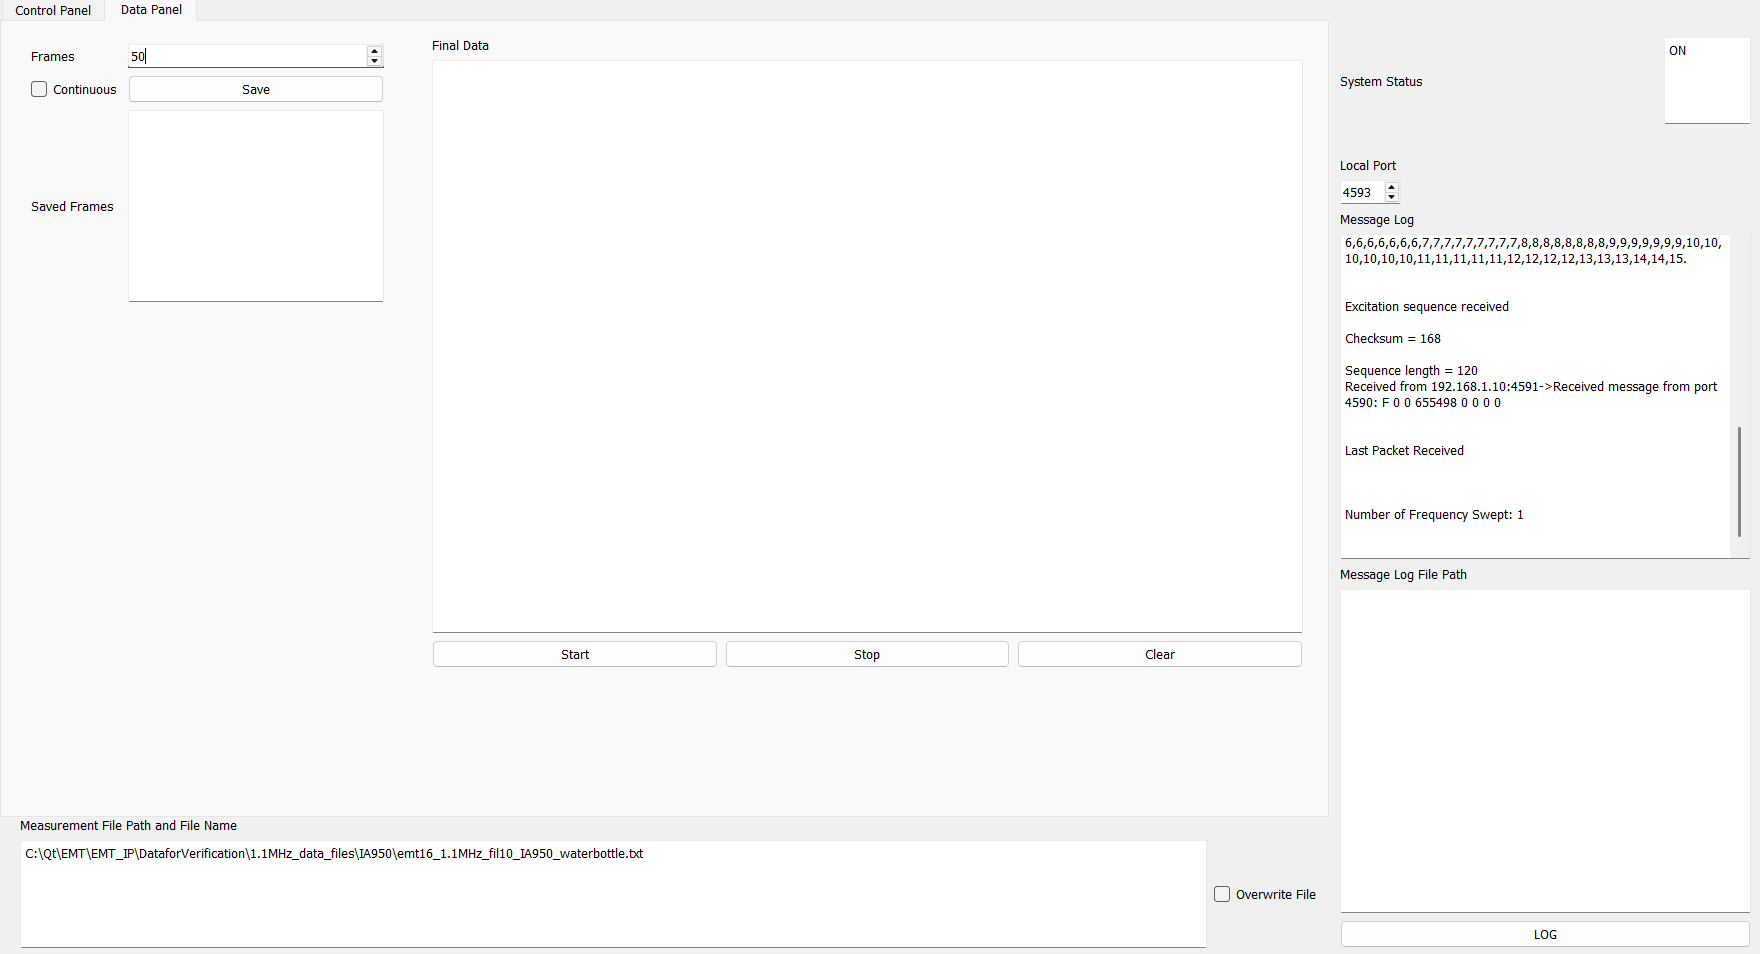 Control Panel
Data Panel
Frames
50
Continuous
Save
Saved Frames
Final Data
Start
Stop
Clear
System Status
ON
Local Port
4593
Message Log
6,6,6,6,6,6,6,7,7,7,7,7,7,7,7,7,8,8,8,8,8,8,8,8,9,9,9,9,9,9,9,10,10,
10,10,10,10,11,11,11,11,11,12,12,12,12,13,13,13,14,14,15.
Excitation sequence received
Checksum = 168
Sequence length = 120
Received from 192.168.1.10:4591->Received message from port
4590: F 0 0 655498 0 0 0 0
Last Packet Received
Number of Frequency Swept: 1
Message Log File Path
LOG
Measurement File Path and File Name
C:\Qt\EMT\EMT_IP\DataforVerification\1.1MHz_data_files\IA950\emt16_1.1MHz_fil10_IA950_waterbottle.txt
Overwrite File